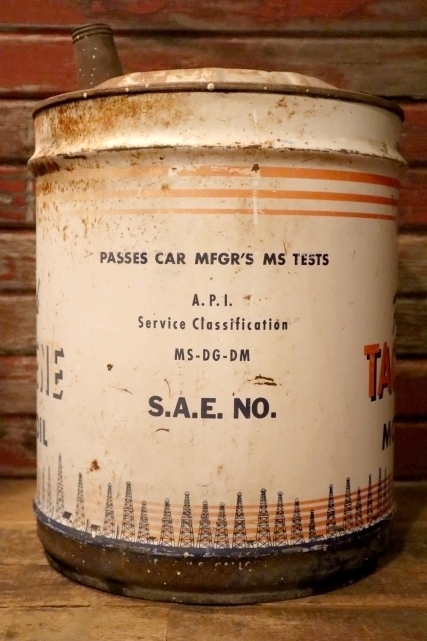 PASSES CAR MFGR'S MS TESTS
A.P.I.
Service Classification
MS-DG-DM
S.A.E. NO.